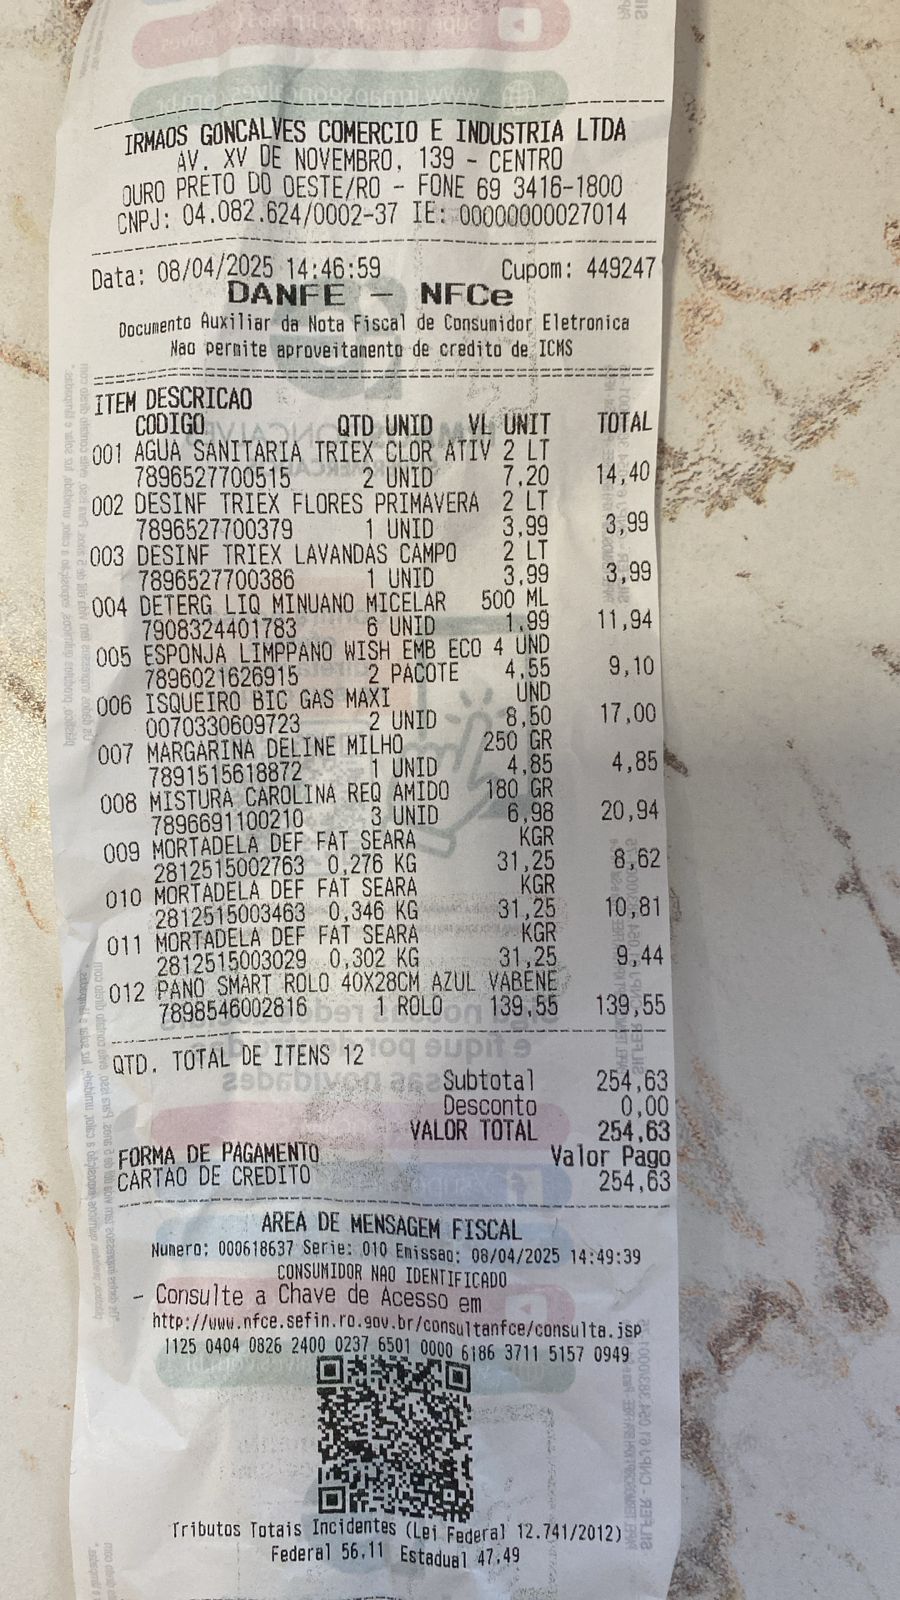 IRMAOS GONCALVES COMERCIO E INDUSTRIA LTDA
AV. XV DE NOVEMBRO, 139 - CENTRO
OURO PRETO DO OESTE/RO - FONE 69 3416-1800
CNPJ: 04.082.624/0002-37 IE: 00000000027014
Data: 08/04/2025 14:46:59 Cupom: 449247
DANFE - NFCe
Documento Auxiliar da Nota Fiscal de Consumidor Eletronica
Nao permite aproveitamento de credito de ICMS
ITEM DESCRICAO
CODIGO QTD UNID VL UNIT TOTAL
001 AGUA SANITARIA TRIEX CLOR ATIV 2 LT
7896527700515 2 UNID 7,20 14,40
002 DESINF TRIEX FLORES PRIMAVERA 2 LT
7896527700379 1 UNID 3,99 3,99
003 DESINF TRIEX LAVANDAS CAMPO 2 LT
7896527700386 1 UNID 3,99 3,99
004 DETERG LIQ MINUANO MICELAR 500 ML
7908324401783 6 UNID 1,99 11,94
005 ESPONJA LIMPPANO WISH EMB ECO 4 UND
7896021626915 2 PACOTE 4,55 9,10
006 ISQUEIRO BIC GAS MAXI UND
0070330609723 2 UNID 8,50 17,00
007 MARGARINA DELINE MILHO 250 GR
7891515618872 1 UNID 4,85 4,85
008 MISTURA CAROLINA REQ AMIDO 180 GR
7896691100210 3 UNID 6,98 20,94
009 MORTADELA DEF FAT SEARA KGR
2812515002763 0,276 KG 31,25 8,62
010 MORTADELA DEF FAT SEARA KGR
2812515003463 0,346 KG 31,25 10,81
011 MORTADELA DEF FAT SEARA KGR
2812515003029 0,302 KG 31,25 9,44
012 PANO SMART ROLO 40X28CM AZUL VABENE
7898546002816 1 ROLO 139,55 139,55
QTD. TOTAL DE ITENS 12
Subtotal 254,63
Desconto 0,00
VALOR TOTAL 254,63
FORMA DE PAGAMENTO Valor Pago
CARTAO DE CREDITO 254,63
AREA DE MENSAGEM FISCAL
Numero: 000618637 Serie: 010 Emissao: 08/04/2025 14:49:39
CONSUMIDOR NAO IDENTIFICADO
- Consulte a Chave de Acesso em
http://www.nfce.sefin.ro.gov.br/consultanfce/consulta.jsp
1125 0404 0826 2400 0237 6501 0000 6186 3711 5157 0949
Tributos Totais Incidentes (Lei Federal 12.741/2012)
Federal 56,11 Estadual 47,49